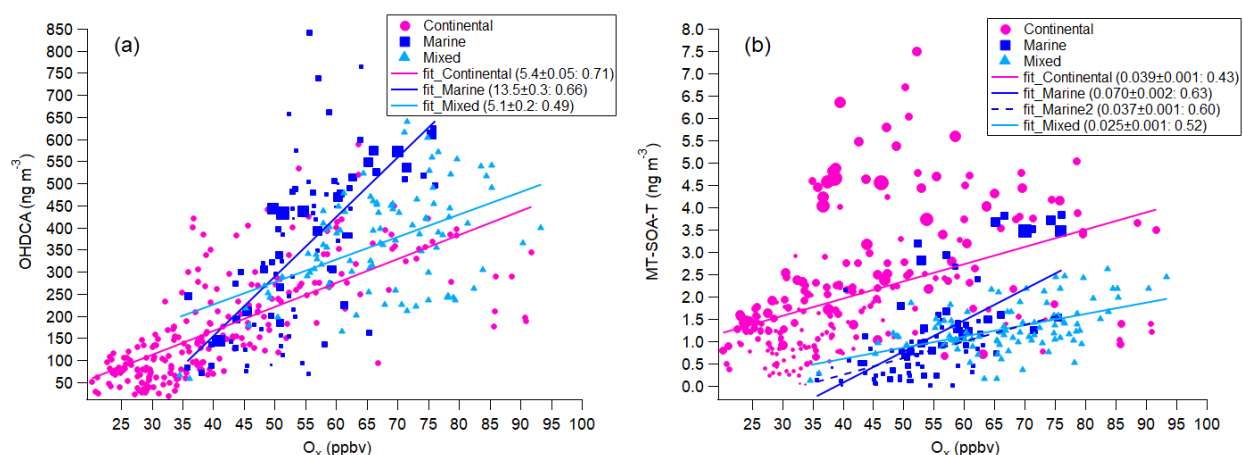 (a)
Continental
Marine
Mixed
fit_Continental (5.4±0.05: 0.71)
fit_Marine (13.5±0.3: 0.66)
fit_Mixed (5.1±0.2: 0.49)
850
800
750
700
650
600
550
500
450
400
350
300
250
200
150
100
50
OHDCA (ng m⁻³)
25 30 35 40 45 50 55 60 65 70 75 80 85 90 95 100
Oₓ (ppbv)
(b)
Continental
Marine
Mixed
fit_Continental (0.039±0.001: 0.43)
fit_Marine (0.070±0.002: 0.63)
fit_Marine2 (0.037±0.001: 0.60)
fit_Mixed (0.025±0.001: 0.52)
8.0
7.5
7.0
6.5
6.0
5.5
5.0
4.5
4.0
3.5
3.0
2.5
2.0
1.5
1.0
0.5
0.0
MT-SOA-T (ng m⁻³)
25 30 35 40 45 50 55 60 65 70 75 80 85 90 95 100
Oₓ (ppbv)